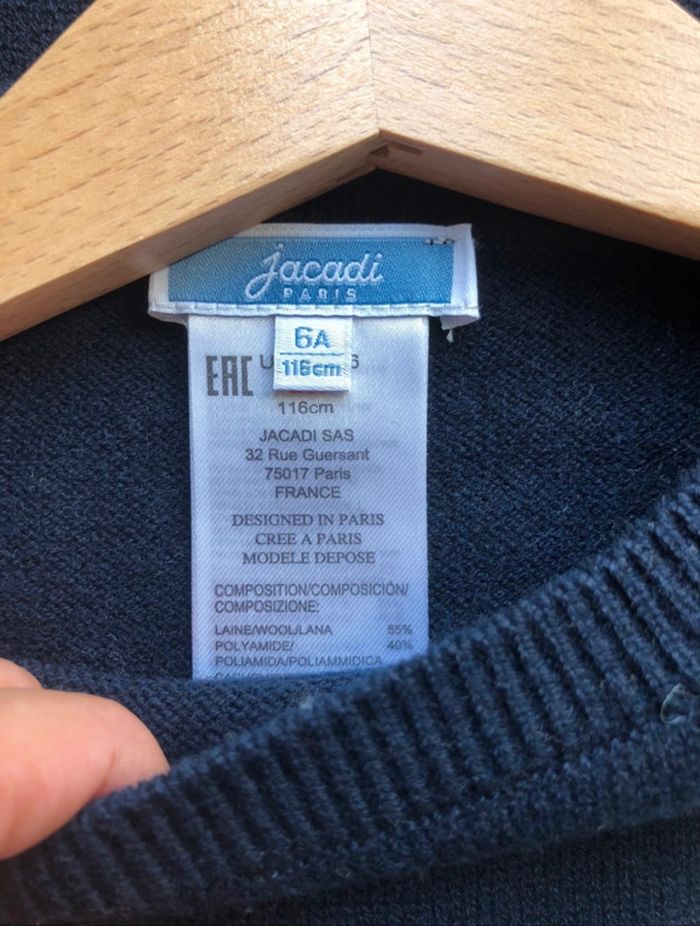 jacadi
PARIS
6A
116cm
EAC
116cm
JACADI SAS
32 Rue Guersant
75017 Paris
FRANCE
DESIGNED IN PARIS
CREE A PARIS
MODELE DEPOSE
COMPOSITION/COMPOSICIÓN/
COMPOSIZIONE:
LAINE/WOOL/LANA 55%
POLYAMIDE/ 40%
POLIAMIDA/POLIAMMIDICA